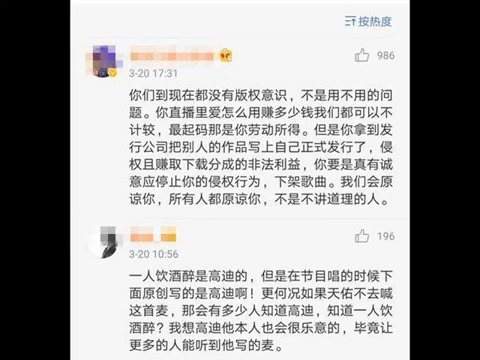 按热度
986
3-20 17:31
你们到现在都没有版权意识，不是用不用的问
题。你直播里爱怎么用赚多少钱我们都可以不
计较，最起码那是你劳动所得。但是你拿到发
行公司把别人的作品写上自己正式发行了，侵
权且赚取下载分成的非法利益，你要是真有诚
意应停止你的侵权行为，下架歌曲。我们会原
谅你，所有人都原谅你，不是不讲道理的人。
196
3-20 10:56
一人饮酒醉是高迪的，但是在节目唱的时候下
面原创写的是高迪啊！更何况如果天佑不去喊
这首麦，那会有多少人知道高迪，知道一人饮
酒醉？我想高迪他本人也会很乐意的，毕竟让
更多的人能听到他写的麦。